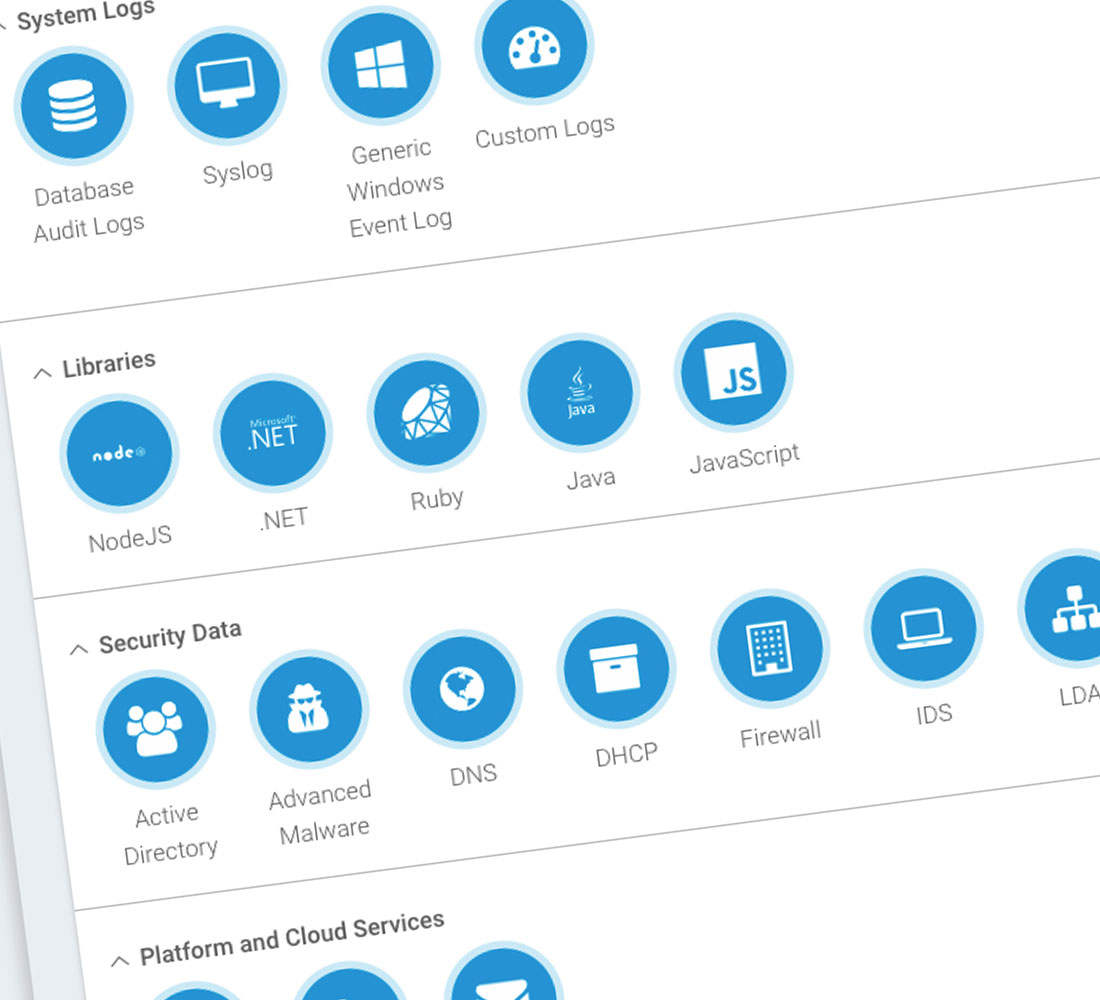 System Logs
Database
Audit Logs
Syslog
Generic
Windows
Event Log
Custom Logs
Libraries
node
NodeJS
Microsoft
.NET
.NET
Ruby
Java
Java
JS
JavaScript
Security Data
Active
Directory
Advanced
Malware
DNS
DHCP
Firewall
IDS
LDA
Platform and Cloud Services